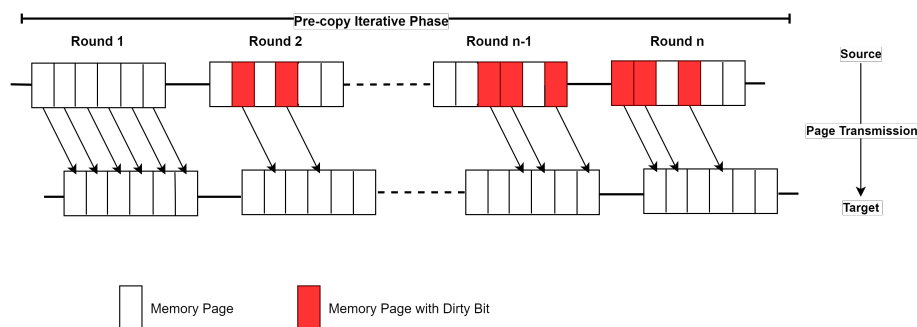 Pre-copy Iterative Phase
Round 1
Round 2
Round n-1
Round n
Source
Page Transmission
Target
Memory Page
Memory Page with Dirty Bit